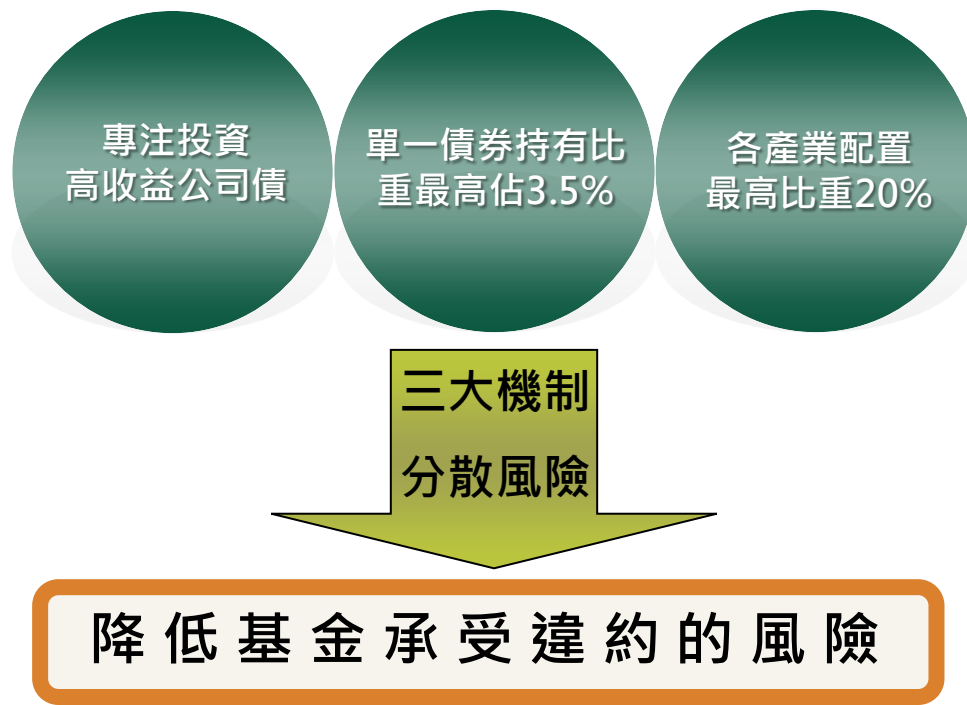 專注投資
高收益公司債
單一債券持有比
重最高佔3.5%
各產業配置
最高比重20%
三大機制
分散風險
降低基金承受違約的風險